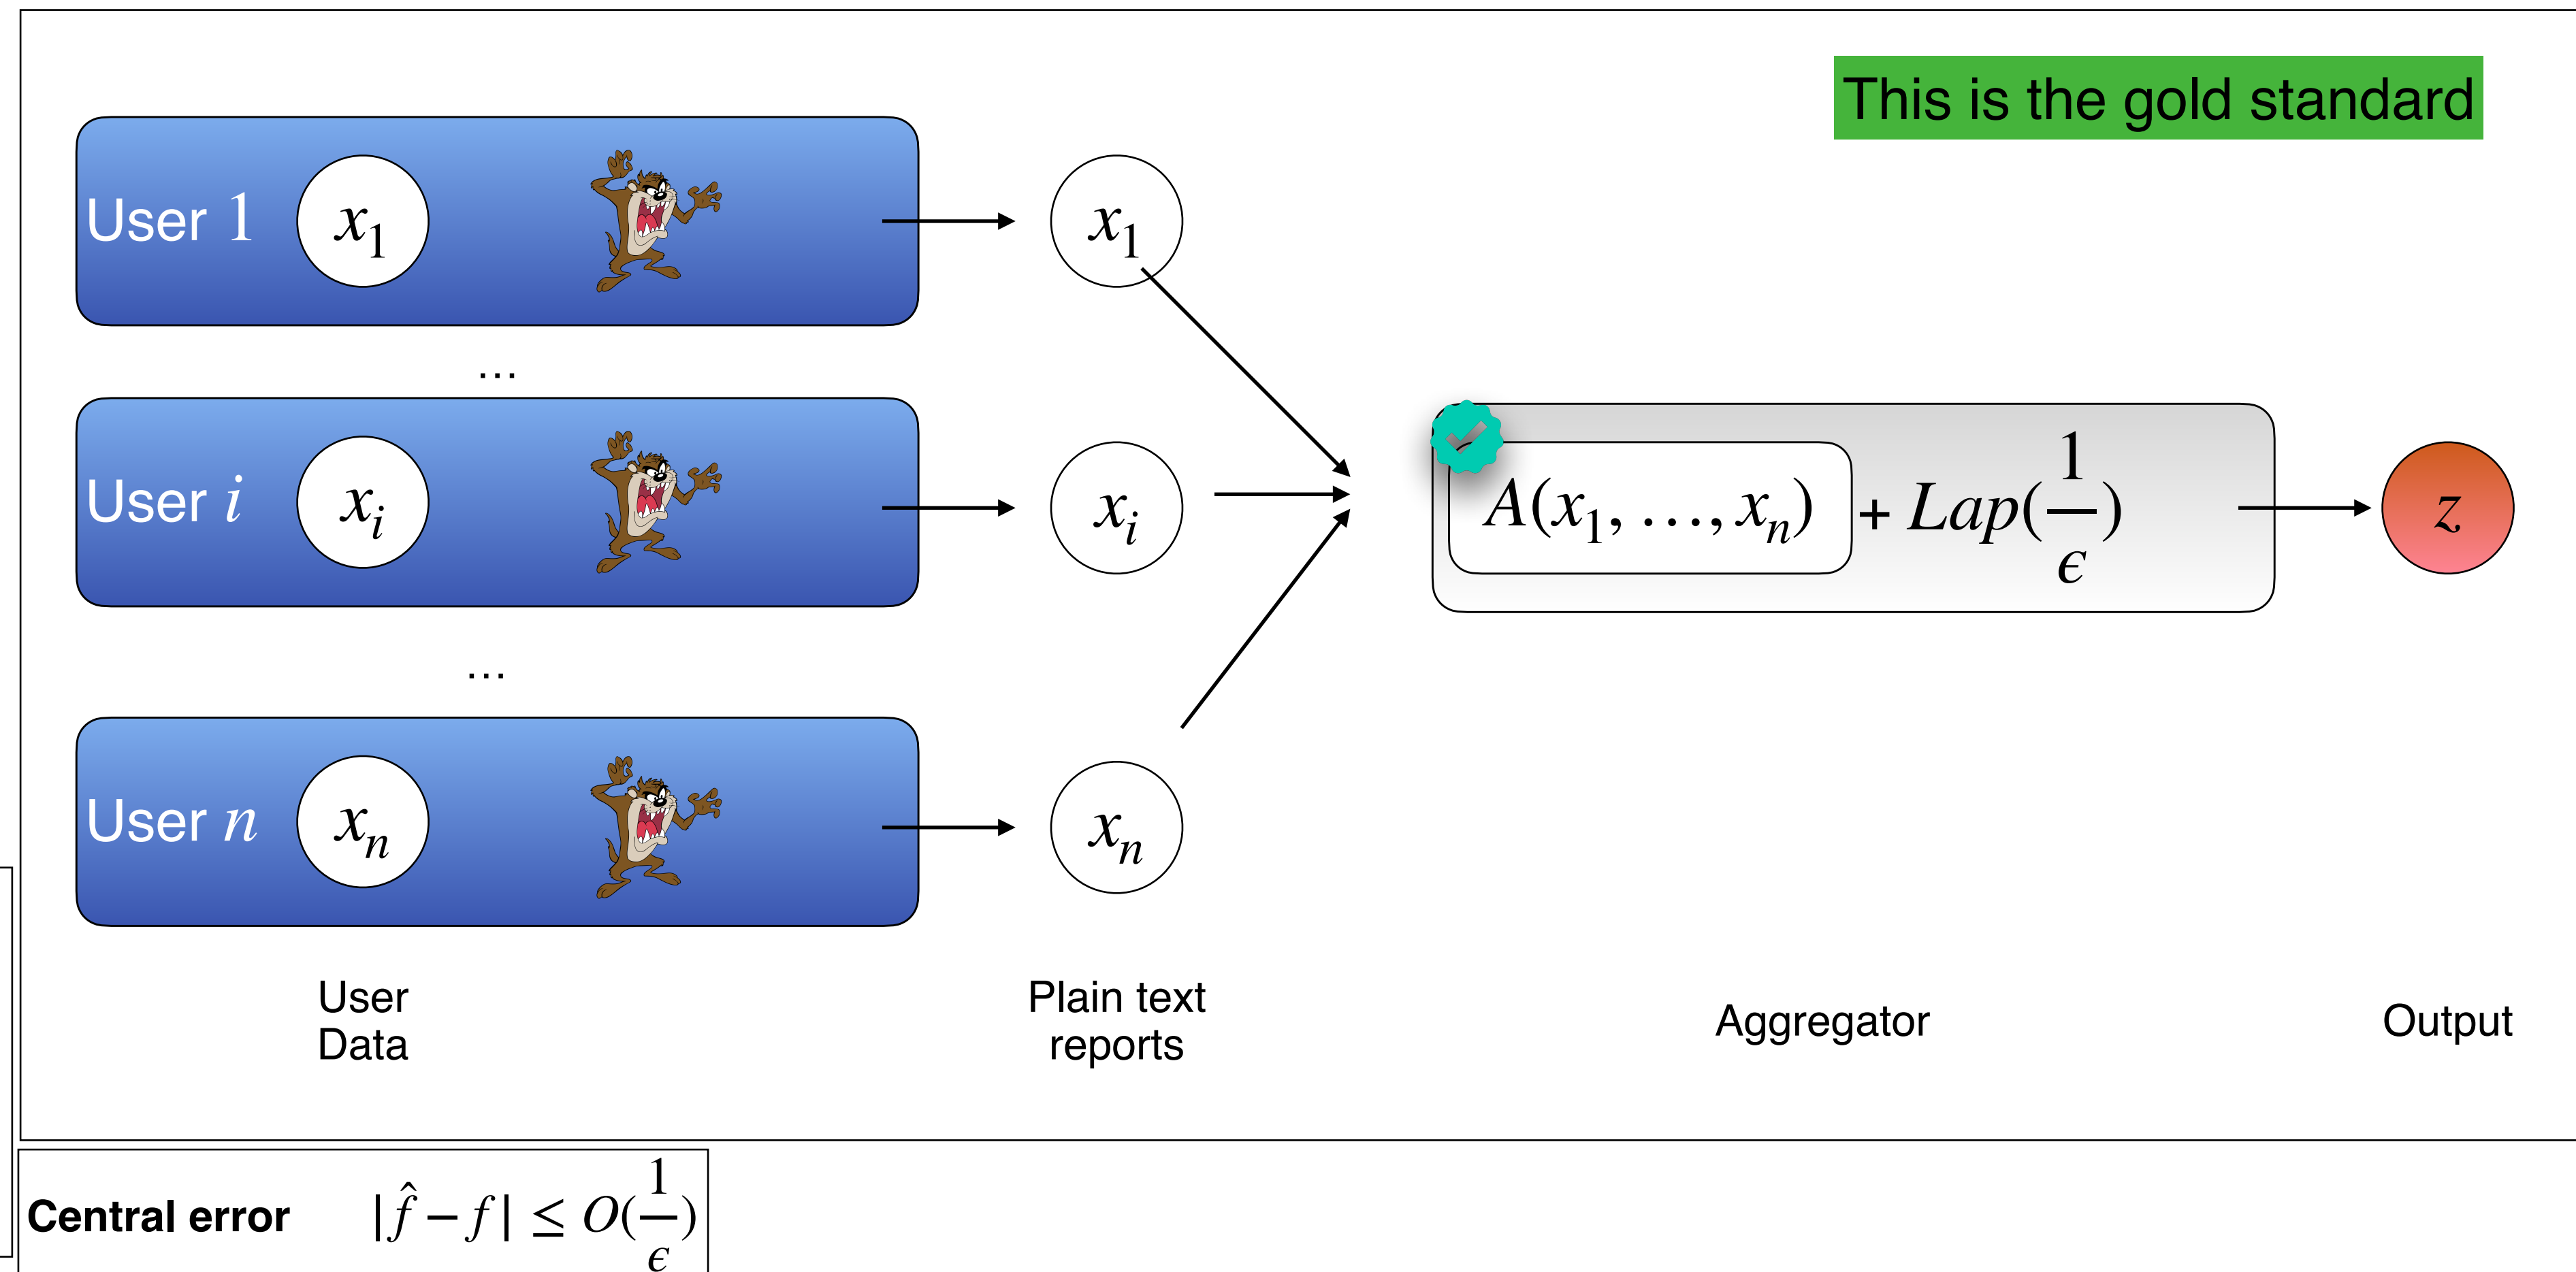 This is the gold standard
User 1 x₁ x₁
…
User i xᵢ xᵢ A(x₁, …, xₙ) + Lap(1/ϵ) z
…
User n xₙ xₙ
User Data Plain text reports Aggregator Output
Central error |f̂ − f| ≤ O(1/ϵ)